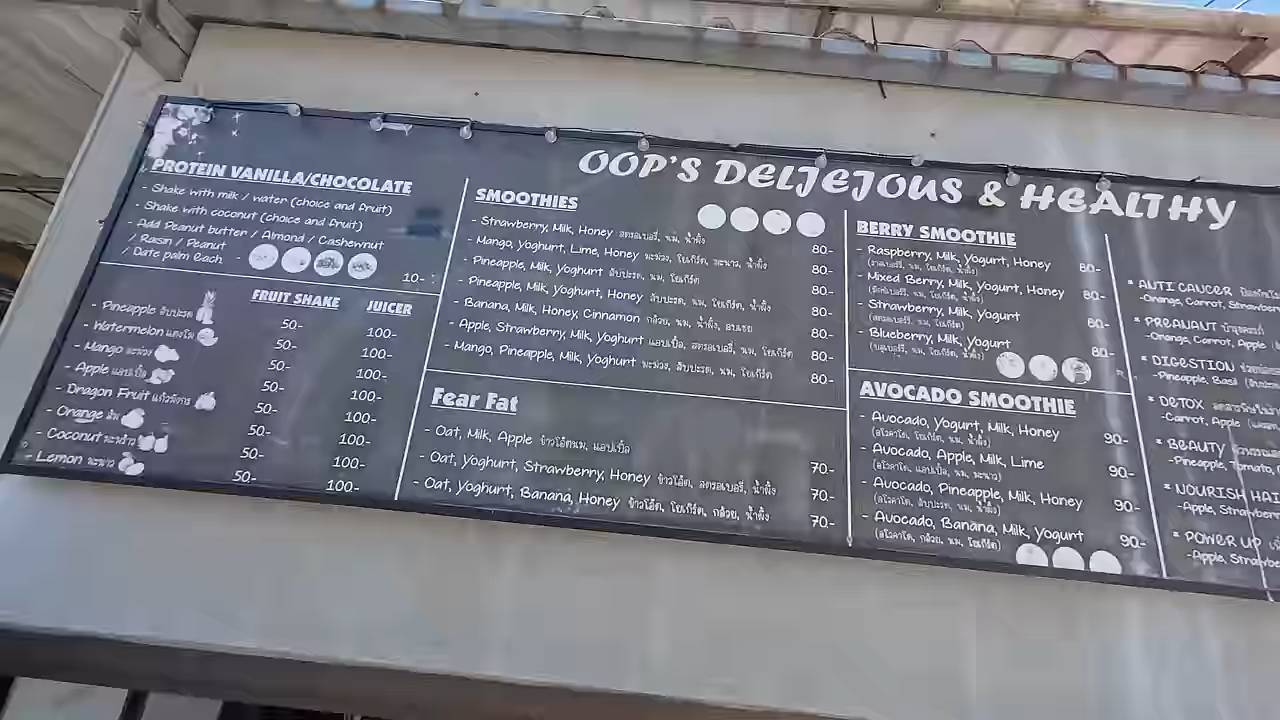 OOP'S DELJEJOUS & HEALTHY
PROTEIN VANILLA/CHOCOLATE
- Shake with milk / water (choice and fruit)
- Shake with coconut (choice and fruit)
- Add Peanut butter / Almond / Cashewnut
/ Raisin / Peanut
/ Date palm Each - 10-
FRUIT SHAKE JUICER
- Pineapple สับปะรด 50- 100-
- Watermelon แตงโม 50- 100-
- Mango มะม่วง 50- 100-
- Apple แอปเปิ้ล 50- 100-
- Dragon Fruit แก้วมังกร 50- 100-
- Orange ส้ม 50- 100-
- Coconut มะพร้าว 50- 100-
- Lemon มะนาว 50- 100-
SMOOTHIES
- Strawberry, Milk, Honey สตรอเบอรี่, นม, น้ำผึ้ง 80-
- Mango, Yoghurt, Lime, Honey มะม่วง, โยเกิร์ต, มะนาว, น้ำผึ้ง 80-
- Pineapple, Milk, Yoghurt สับปะรด, นม, โยเกิร์ต 80-
- Pineapple, Milk, Yoghurt, Honey สับปะรด, นม, โยเกิร์ต, น้ำผึ้ง 80-
- Banana, Milk, Honey, Cinnamon กล้วย, นม, น้ำผึ้ง, อบเชย 80-
- Apple, Strawberry, Milk, Yoghurt แอปเปิ้ล, สตรอเบอรี่, นม, โยเกิร์ต 80-
- Mango, Pineapple, Milk, Yoghurt มะม่วง, สับปะรด, นม, โยเกิร์ต 80-
Fear Fat
- Oat, Milk, Apple ข้าวโอ๊ต, นม, แอปเปิ้ล 70-
- Oat, Yoghurt, Strawberry, Honey ข้าวโอ๊ต, สตรอเบอรี่, น้ำผึ้ง 70-
- Oat, Yoghurt, Banana, Honey ข้าวโอ๊ต, โยเกิร์ต, กล้วย, น้ำผึ้ง 70-
BERRY SMOOTHIE
- Raspberry, Milk, Yogurt, Honey 80-
(ราสเบอรี่, นม, โยเกิร์ต, น้ำผึ้ง)
- Mixed Berry, Milk, Yogurt, Honey 80-
(มิกซ์เบอรี่, นม, โยเกิร์ต, น้ำผึ้ง)
- Strawberry, Milk, Yogurt 80-
(สตรอเบอรี่, นม, โยเกิร์ต)
- Blueberry, Milk, Yogurt 80-
(บลูเบอรี่, นม, โยเกิร์ต)
AVOCADO SMOOTHIE
- Avocado, Yogurt, Milk, Honey 90-
(อโวคาโด, โยเกิร์ต, นม, น้ำผึ้ง)
- Avocado, Apple, Milk, Lime 90-
(อโวคาโด, แอปเปิ้ล, นม, มะนาว)
- Avocado, Pineapple, Milk, Honey 90-
(อโวคาโด, สับปะรด, นม, น้ำผึ้ง)
- Avocado, Banana, Milk, Yogurt 90-
(อโวคาโด, กล้วย, นม, โยเกิร์ต)
* ANTI CANCER
-Orange, Carrot, Strawbe
* PREANANT
-Orange, Carrot, Apple
* DIGESTION
-Pineapple, Basil
* DETOX
-Carrot, Apple
* BEAUTY
-Pineapple, Tomato,
* NOURISH HAI
-Apple, Strawber
* POWER UP
-Apple, Strawbe